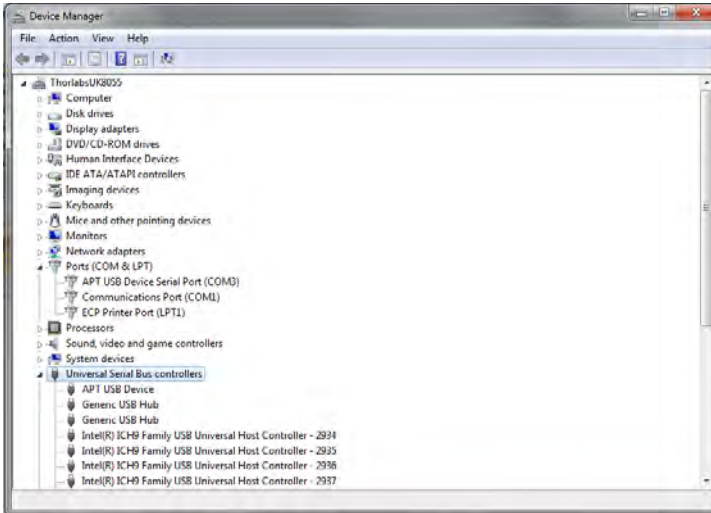 Device Manager
File Action View Help
ThorlabsUK8055
Computer
Disk drives
Display adapters
DVD/CD-ROM drives
Human Interface Devices
IDE ATA/ATAPI controllers
Imaging devices
Keyboards
Mice and other pointing devices
Monitors
Network adapters
Ports (COM & LPT)
APT USB Device Serial Port (COM3)
Communications Port (COM1)
ECP Printer Port (LPT1)
Processors
Sound, video and game controllers
System devices
Universal Serial Bus controllers
APT USB Device
Generic USB Hub
Generic USB Hub
Intel(R) ICH9 Family USB Universal Host Controller - 2934
Intel(R) ICH9 Family USB Universal Host Controller - 2935
Intel(R) ICH9 Family USB Universal Host Controller - 2936
Intel(R) ICH9 Family USB Universal Host Controller - 2937